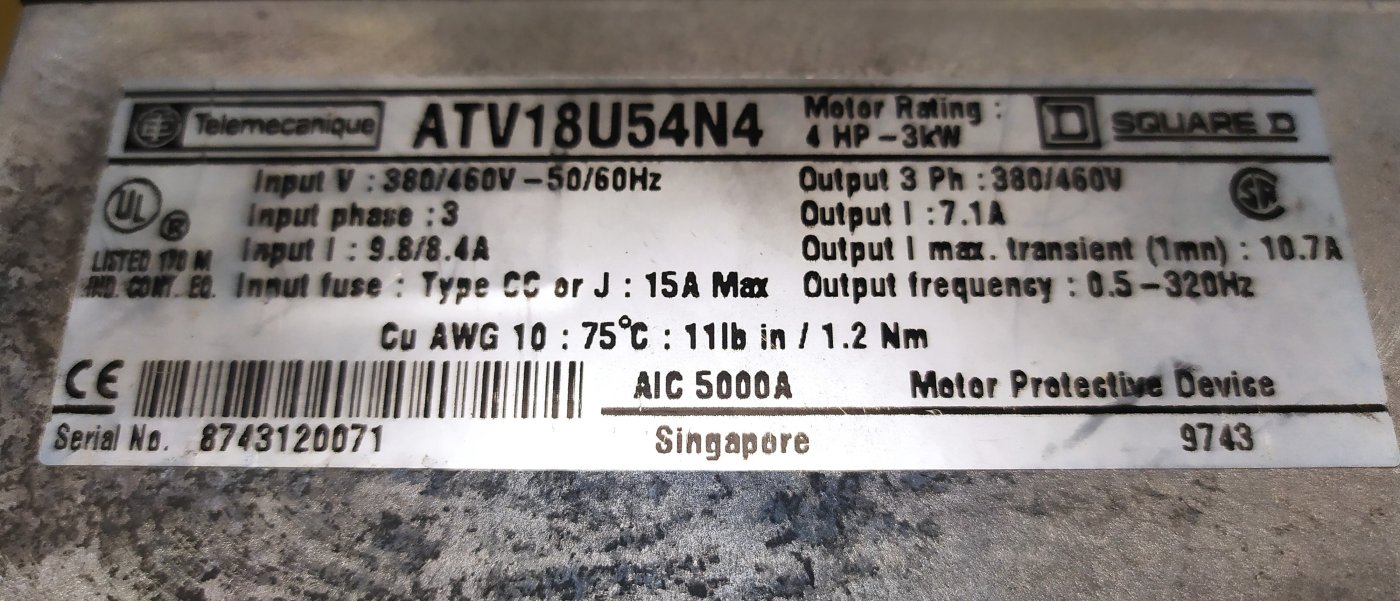 Telemecanique ATV18U54N4 Motor Rating : 4 HP - 3kW SQUARE D
Input V : 380/460V - 50/60Hz Output 3 Ph : 380/460V
UL ® Input phase : 3 Output I : 7.1A
Input I : 9.8/8.4A Output I max. transient (1mn) : 10.7A
LISTED 170 M
IND. CONT. EQ. Input fuse : Type CC or J : 15A Max Output frequency : 0.5 - 320Hz
Cu AWG 10 : 75°C : 11lb in / 1.2 Nm
CE AIC 5000A Motor Protective Device
Serial No. 8743120071 Singapore 9743